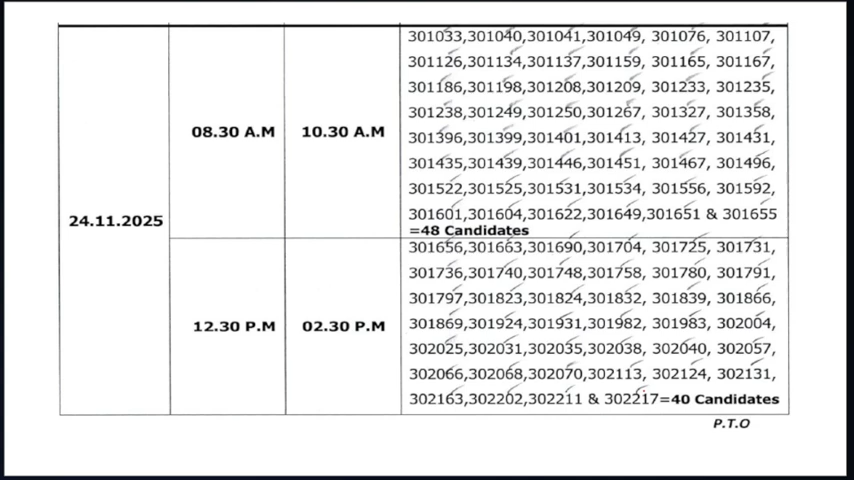 24.11.2025
08.30 A.M
10.30 A.M
301033,301040,301041,301049, 301076, 301107,
301126,301134,301137,301159, 301165, 301167,
301186,301198,301208,301209, 301233, 301235,
301238,301249,301250,301267, 301327, 301358,
301396,301399,301401,301413, 301427, 301431,
301435,301439,301446,301451, 301467, 301496,
301522,301525,301531,301534, 301556, 301592,
301601,301604,301622,301649,301651 & 301655
=48 Candidates
12.30 P.M
02.30 P.M
301656,301663,301690,301704, 301725, 301731,
301736,301740,301748,301758, 301780, 301791,
301797,301823,301824,301832, 301839, 301866,
301869,301924,301931,301982, 301983, 302004,
302025,302031,302035,302038, 302040, 302057,
302066,302068,302070,302113, 302124, 302131,
302163,302202,302211 & 302217=40 Candidates
P.T.O